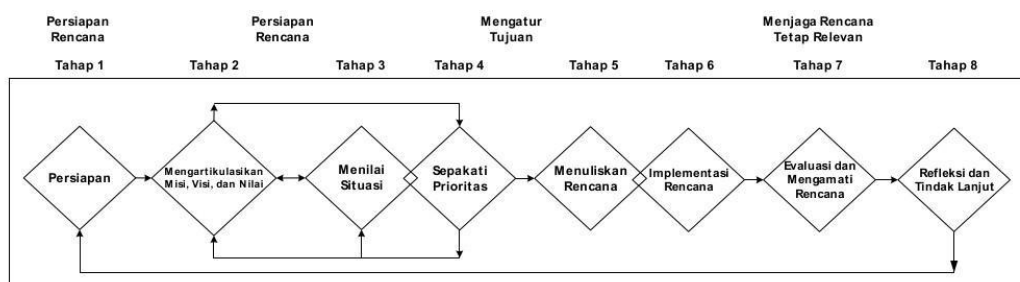 Persiapan
Rencana
Persiapan
Rencana
Mengatur
Tujuan
Menjaga Rencana
Tetap Relevan
Tahap 1
Tahap 2
Tahap 3
Tahap 4
Tahap 5
Tahap 6
Tahap 7
Tahap 8
Persiapan
Mengartikulasikan
Misi, Visi, dan Nilai
Menilai
Situasi
Sepakati
Prioritas
Menuliskan
Rencana
Implementasi
Rencana
Evaluasi dan
Mengamati
Rencana
Refleksi dan
Tindak Lanjut